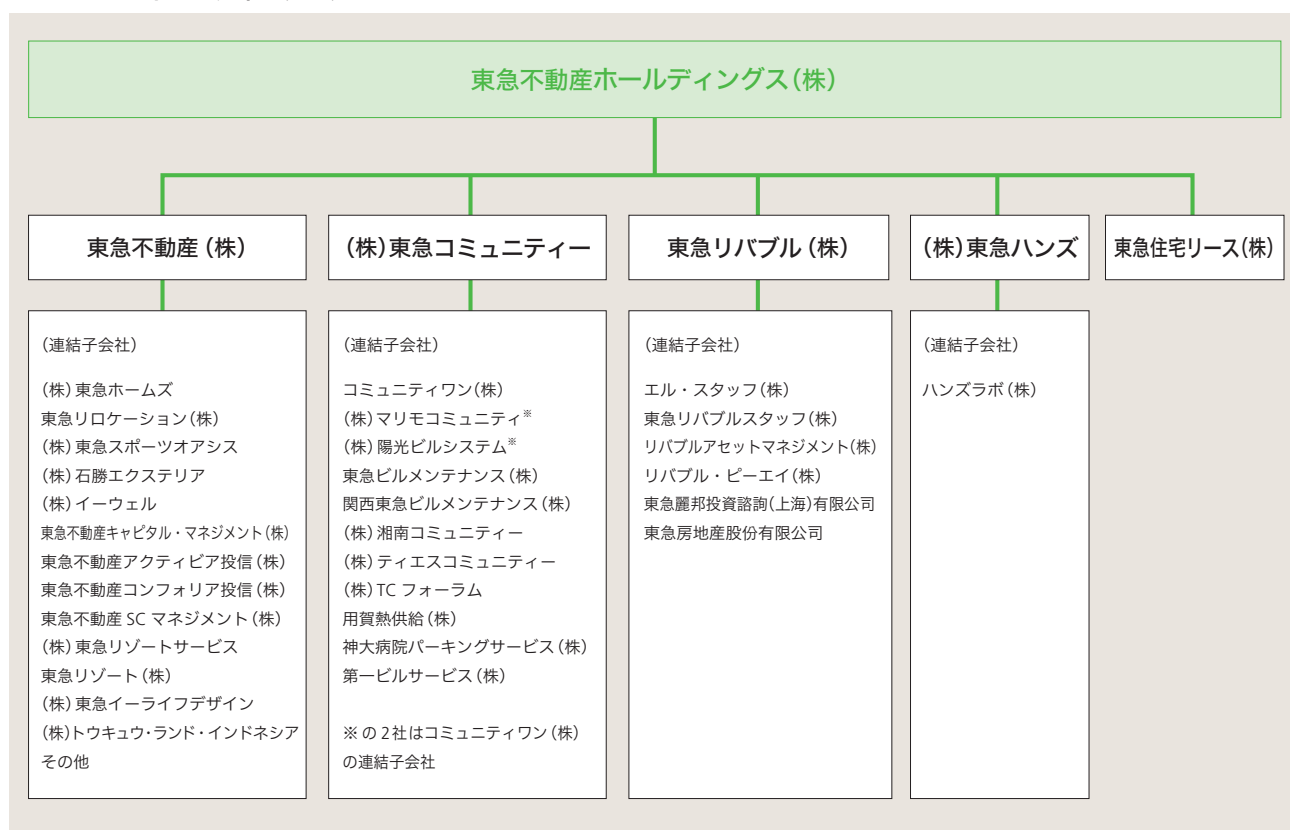 東急不動産ホールディングス(株)
東急不動産(株)
(株)東急コミュニティー
東急リバブル(株)
(株)東急ハンズ
東急住宅リース(株)
(連結子会社)
(株)東急ホームズ
東急リロケーション(株)
(株)東急スポーツオアシス
(株)石勝エクステリア
(株)イーウェル
東急不動産キャピタル・マネジメント(株)
東急不動産アクティビア投信(株)
東急不動産コンフォリア投信(株)
東急不動産 SC マネジメント(株)
(株)東急リゾートサービス
東急リゾート(株)
(株)東急イーライフデザイン
(株)トウキュウ・ランド・インドネシア
その他
(連結子会社)
コミュニティワン(株)
(株)マリモコミュニティ※
(株)陽光ビルシステム※
東急ビルメンテナンス(株)
関西東急ビルメンテナンス(株)
(株)湘南コミュニティー
(株)ティエスコミュニティー
(株)TC フォーラム
用賀熱供給(株)
神大病院パーキングサービス(株)
第一ビルサービス(株)
※の2社はコミュニティワン(株)
の連結子会社
(連結子会社)
エル・スタッフ(株)
東急リバブルスタッフ(株)
リバブルアセットマネジメント(株)
リバブル・ピーエイ(株)
東急麗邦投資諮詢(上海)有限公司
東急房地産股份有限公司
(連結子会社)
ハンズラボ(株)